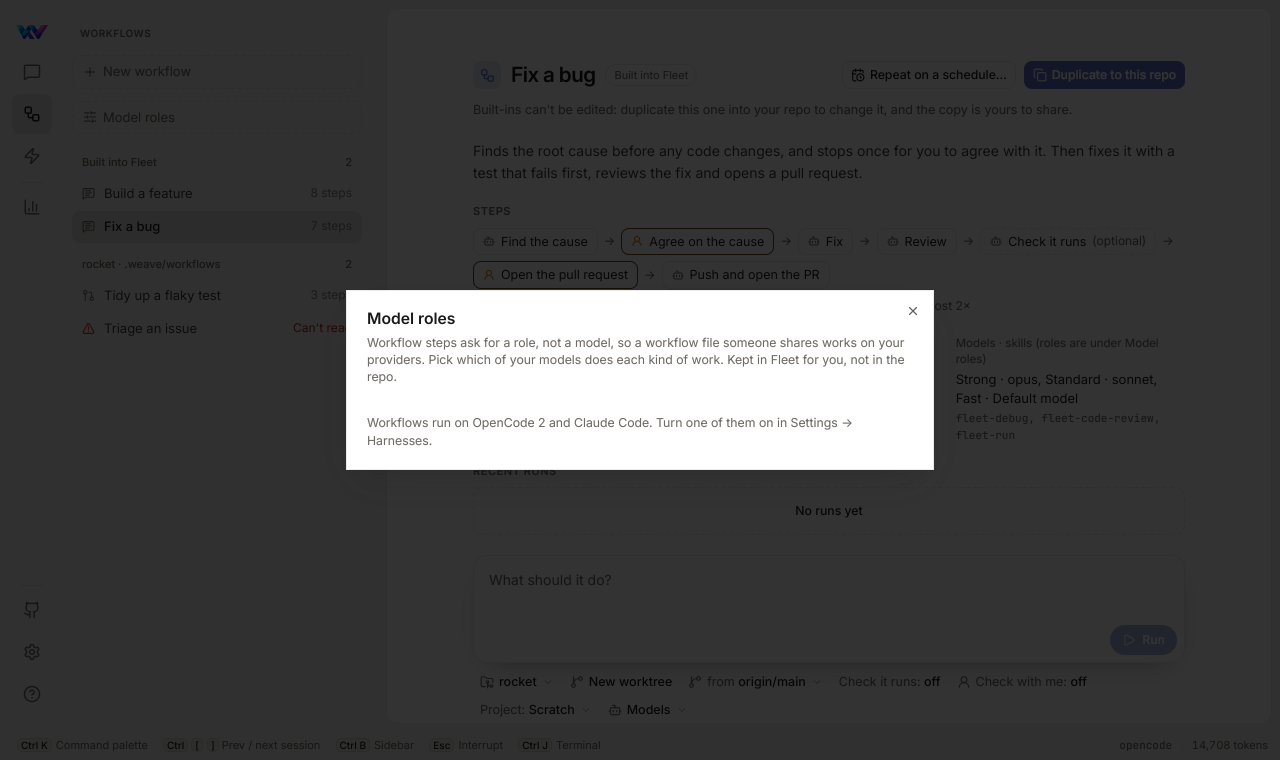 WORKFLOWS
New workflow
Model roles
Built into Fleet 2
Build a feature 8 steps
Fix a bug 7 steps
rocket · .weave/workflows 2
Tidy up a flaky test 3
Triage an issue Can't
Fix a bug
Built into Fleet
Repeat on a schedule...
Duplicate to this repo
Built-ins can't be edited: duplicate this one into your repo to change it, and the copy is yours to share.
Finds the root cause before any code changes, and stops once for you to agree with it. Then fixes it with a
test that fails first, reviews the fix and opens a pull request.
STEPS
Find the cause → Agree on the cause → Fix → Review → Check it runs (optional) →
Open the pull request → Push and open the PR
2×
Model roles
Workflow steps ask for a role, not a model, so a workflow file someone shares works on your
providers. Pick which of your models does each kind of work. Kept in Fleet for you, not in the
repo.
Workflows run on OpenCode 2 and Claude Code. Turn one of them on in Settings →
Harnesses.
Models · skills (roles are under Model
roles)
Strong · opus, Standard · sonnet,
Fast · Default model
fleet-debug, fleet-code-review,
fleet-run
RECENT RUNS
No runs yet
What should it do?
Run
rocket New worktree from origin/main Check it runs: off Check with me: off
Project: Scratch Models
Ctrl K Command palette Ctrl [ ] Prev / next session Ctrl B Sidebar Esc Interrupt Ctrl J Terminal opencode 14,708 tokens